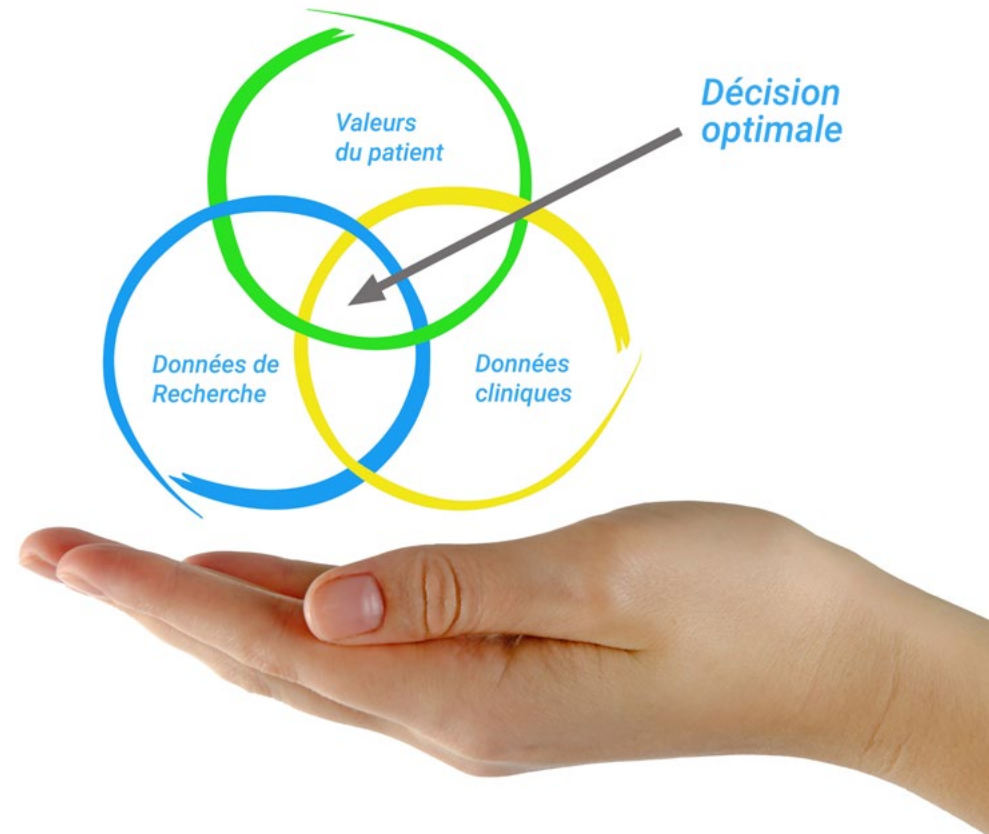 Valeurs
du patient
Décision
optimale
Données de
Recherche
Données
cliniques